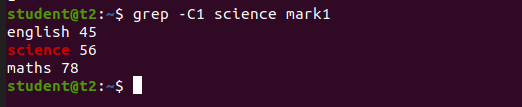 student@t2:~$ grep -C1 science mark1
english 45
science 56
maths 78
student@t2:~$